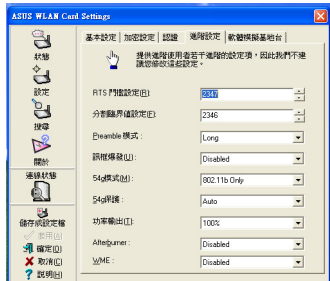 ASUS WLAN Card Settings
狀態
設定
搜尋
關於
連線狀態
儲存成設定檔
套用(A)
確定(O)
取消(C)
說明(H)
基本設定 加密設定 認證 進階設定 軟體模擬基地台
提供進階使用者若干進階的設定項，因此我們不建
議您修改這些設定。
RTS 門檻設定(R): 2347
分割臨界值設定(F): 2346
Preamble 模式: Long
訊框爆發(U): Disabled
54g模式(M): 802.11b Only
54g保護: Auto
功率輸出(T): 100%
Afterburner: Disabled
WME: Disabled